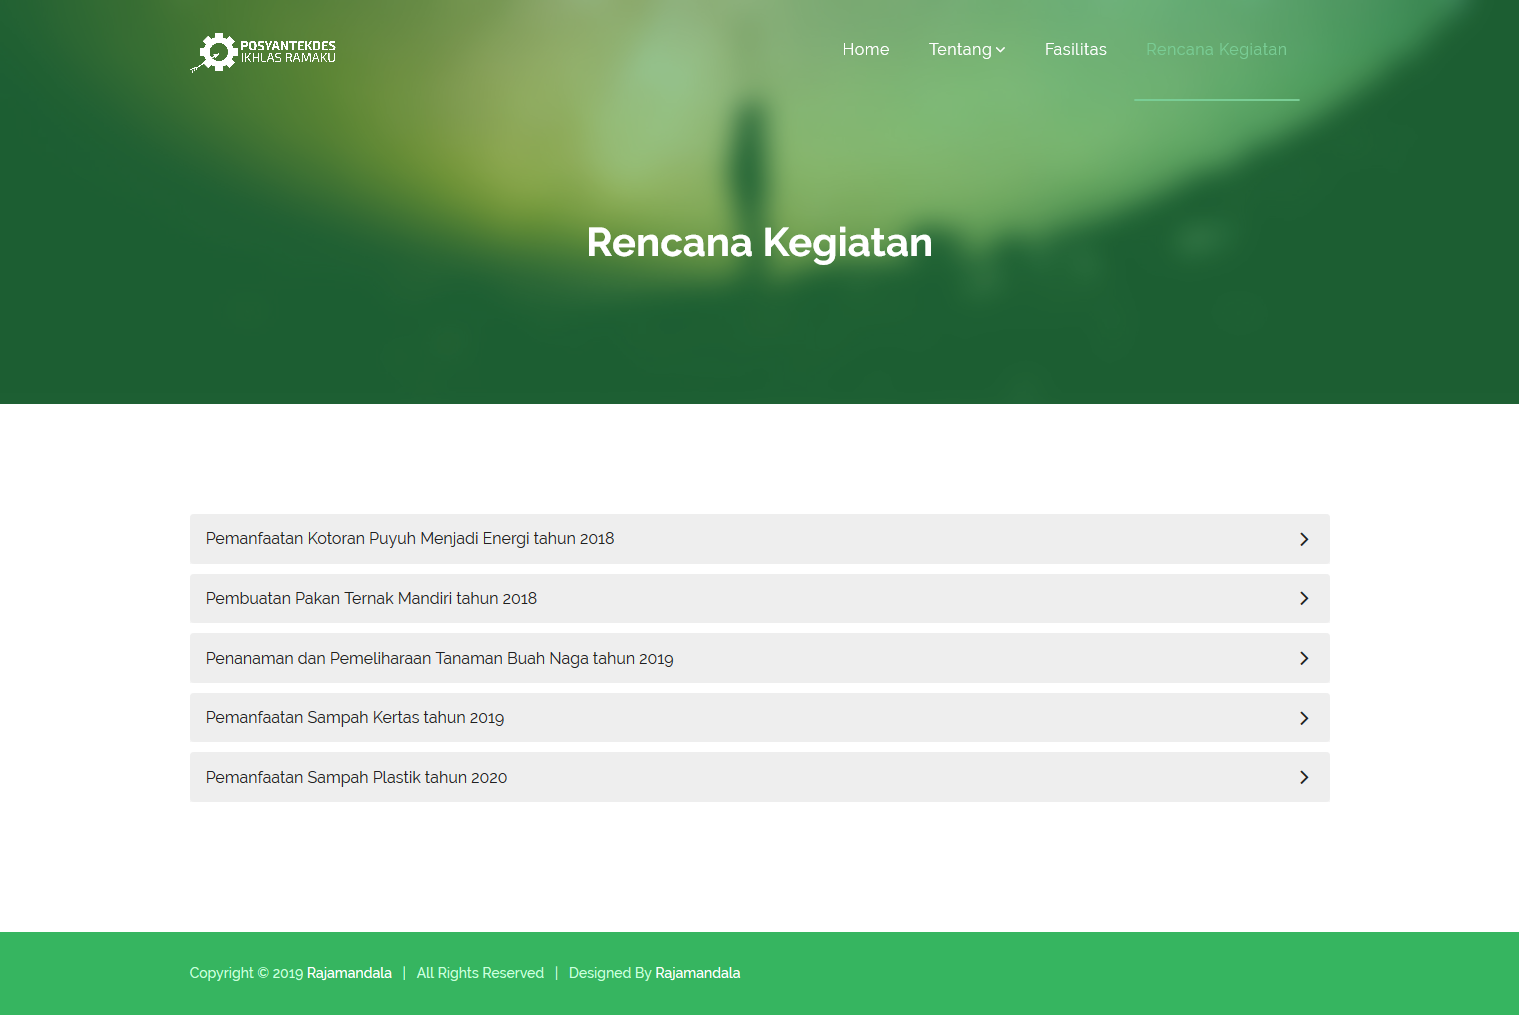 POSYANTEKDES
IKHLAS RAMAKU
Home Tentang Fasilitas Rencana Kegiatan
Rencana Kegiatan
Pemanfaatan Kotoran Puyuh Menjadi Energi tahun 2018
Pembuatan Pakan Ternak Mandiri tahun 2018
Penanaman dan Pemeliharaan Tanaman Buah Naga tahun 2019
Pemanfaatan Sampah Kertas tahun 2019
Pemanfaatan Sampah Plastik tahun 2020
Copyright © 2019 Rajamandala | All Rights Reserved | Designed By Rajamandala